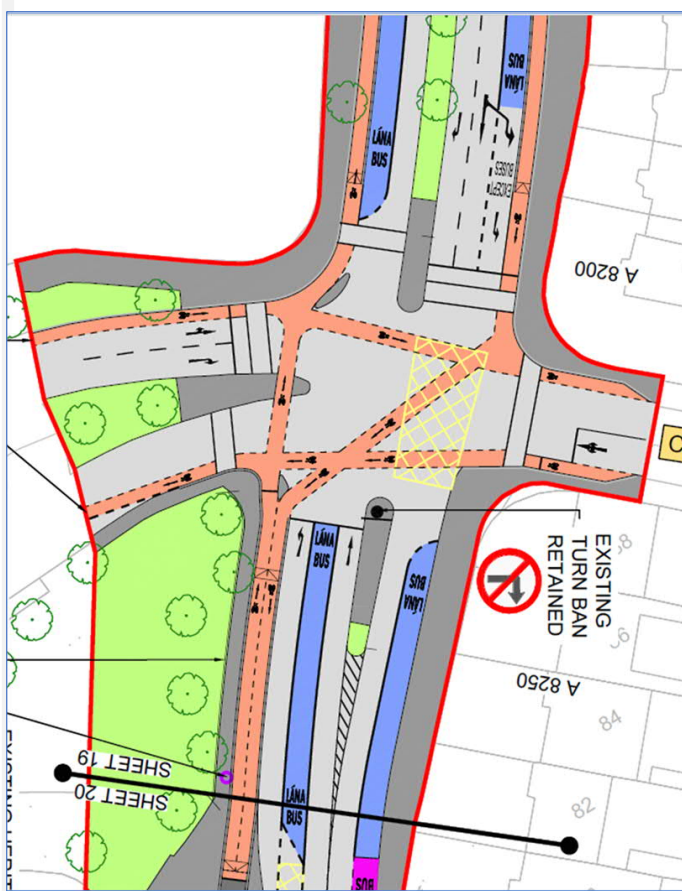 LÁNA
BUS
LÁNA
BUS
EXCEPT
BUSES
A 8200
LÁNA
BUS
LÁNA
BUS
EXISTING
TURN BAN
RETAINED
A 8250
84
82
SHEET 19
SHEET 20
LÁNA
BUS
BUS